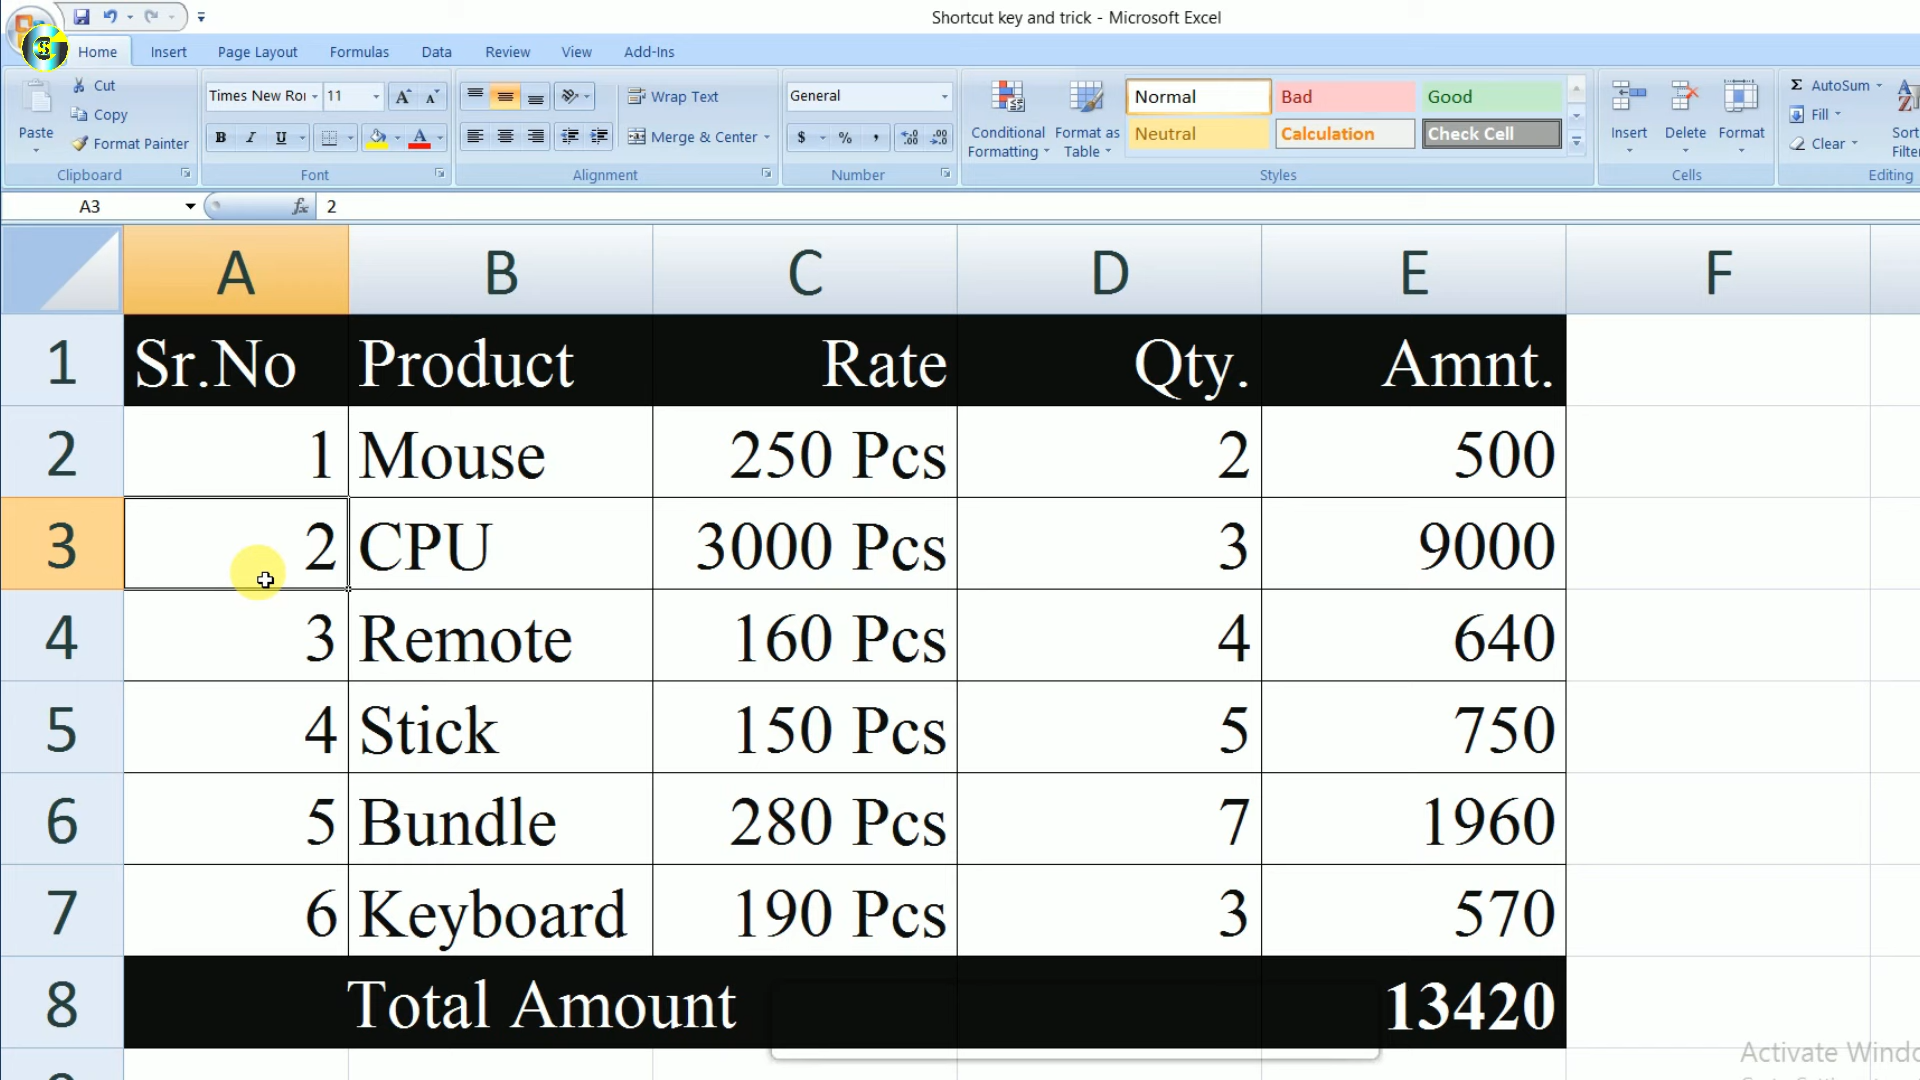 Shortcut key and trick - Microsoft Excel
Home Insert Page Layout Formulas Data Review View Add-Ins
Paste
Cut
Copy
Format Painter
Clipboard
Times New Ro 11
B I U
Font
Wrap Text
Merge & Center
Alignment
General
$ % ,
Number
Conditional Formatting
Format as Table
Normal Bad Good
Neutral Calculation Check Cell
Styles
Insert Delete Format
Cells
Σ AutoSum
Fill
Clear
Sort
Filter
Editing
A3 fx 2
A B C D E F
1 Sr.No Product Rate Qty. Amnt.
2 1 Mouse 250 Pcs 2 500
3 2 CPU 3000 Pcs 3 9000
4 3 Remote 160 Pcs 4 640
5 4 Stick 150 Pcs 5 750
6 5 Bundle 280 Pcs 7 1960
7 6 Keyboard 190 Pcs 3 570
8 Total Amount 13420
Activate Windo